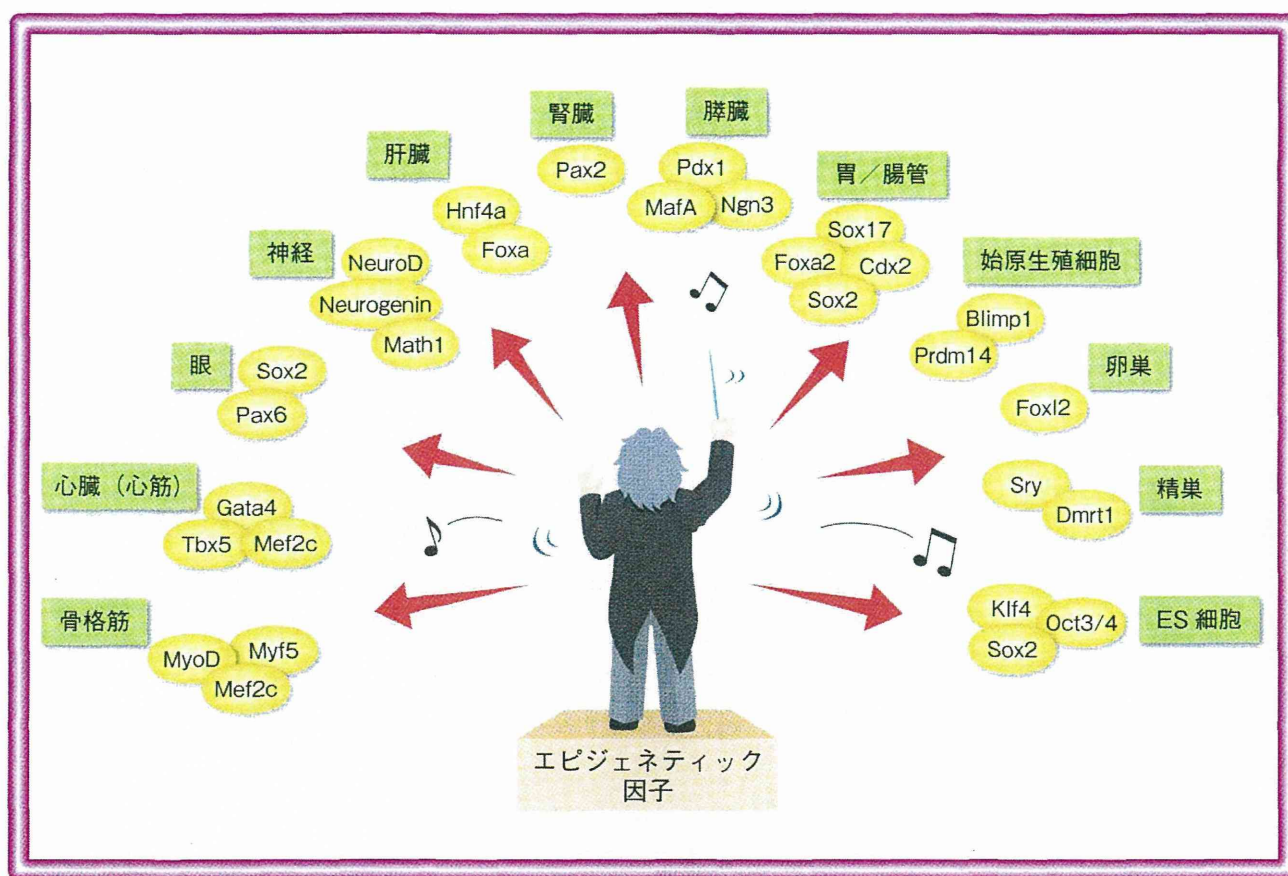 腎臓
Pax2
膵臓
Pdx1
MafA
Ngn3
肝臓
Hnf4a
Foxa
胃／腸管
Sox17
Foxa2
Cdx2
Sox2
神経
NeuroD
Neurogenin
Math1
始原生殖細胞
Blimp1
Prdm14
眼
Sox2
Pax6
卵巣
Foxl2
心臓（心筋）
Gata4
Tbx5
Mef2c
精巣
Sry
Dmrt1
骨格筋
MyoD
Myf5
Mef2c
ES 細胞
Klf4
Oct3/4
Sox2
エピジェネティック
因子